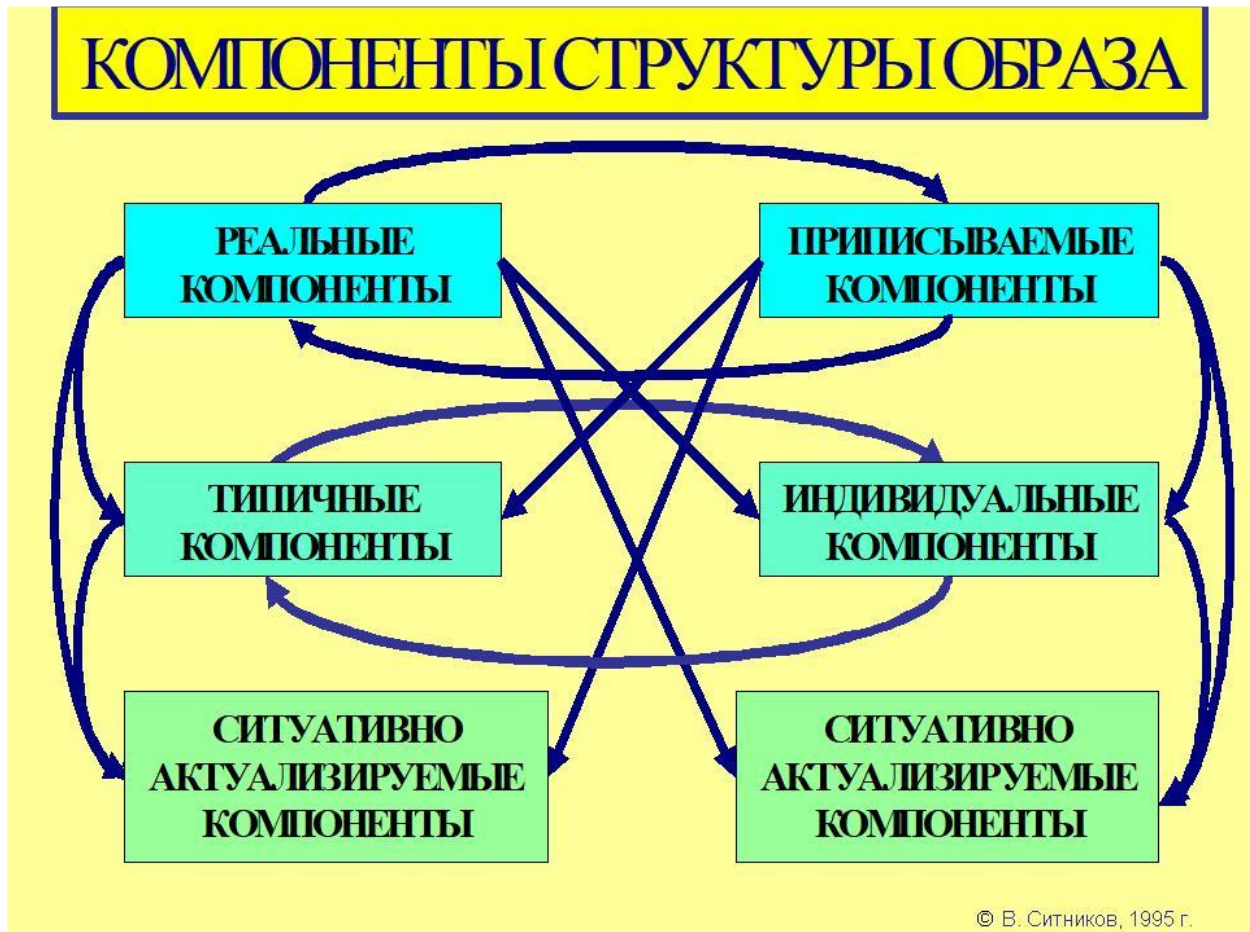 КОМПОНЕНТЫ СТРУКТУРЫ ОБРАЗА
РЕАЛЬНЫЕ
КОМПОНЕНТЫ
ПРИПИСЫВАЕМЫЕ
КОМПОНЕНТЫ
ТИПИЧНЫЕ
КОМПОНЕНТЫ
ИНДИВИДУАЛЬНЫЕ
КОМПОНЕНТЫ
СИТУАТИВНО
АКТУАЛИЗИРУЕМЫЕ
КОМПОНЕНТЫ
СИТУАТИВНО
АКТУАЛИЗИРУЕМЫЕ
КОМПОНЕНТЫ
© В. Ситников, 1995 г.